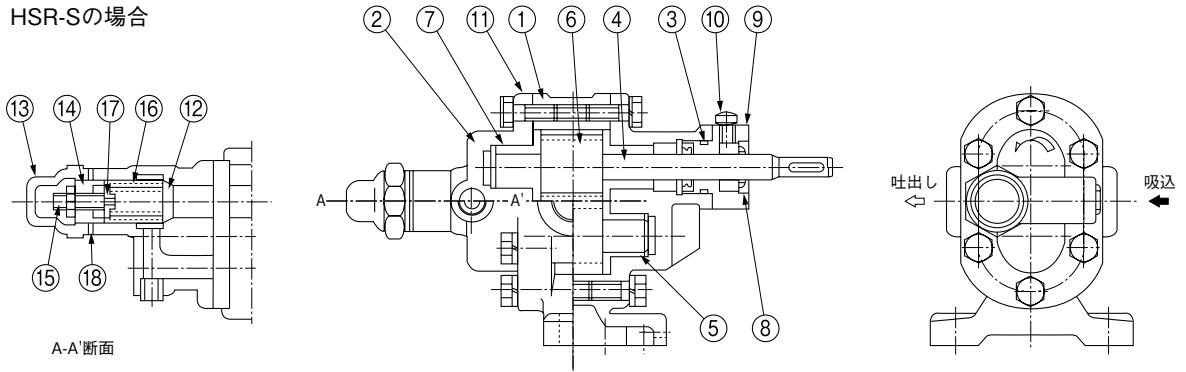 HSR-Sの場合
② ⑦ ⑪ ① ⑥ ④ ③ ⑩ ⑨
⑬ ⑭ ⑰ ⑯ ⑫
A A'
吐出し 吸込
⑮ ⑱
⑤ ⑧
A-A'断面